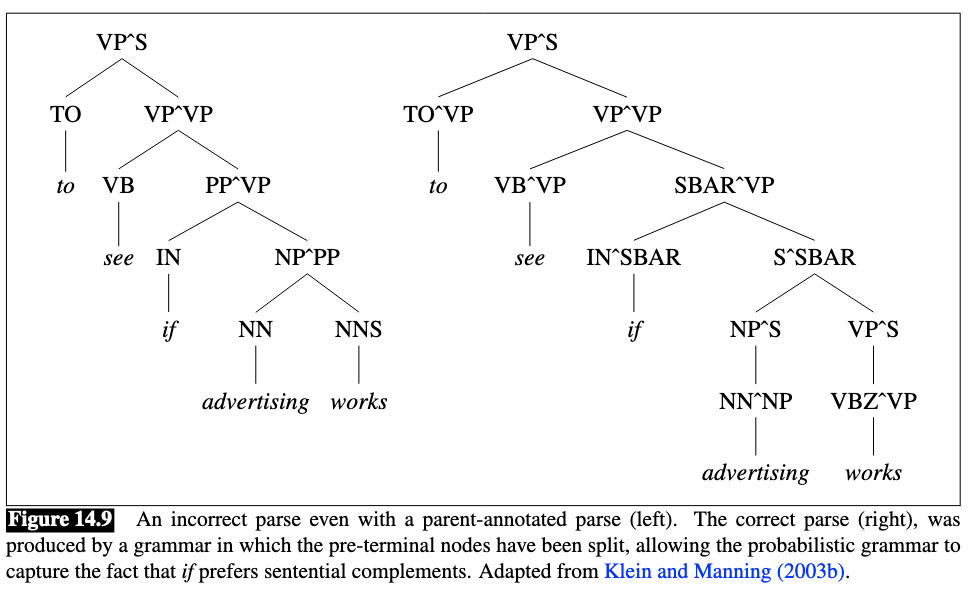 VP^S VP^S
TO VP^VP TO^VP VP^VP
to VB PP^VP to VB^VP SBAR^VP
see IN NP^PP see IN^SBAR S^SBAR
if NN NNS if NP^S VP^S
advertising works NN^NP VBZ^VP
advertising works
Figure 14.9 An incorrect parse even with a parent-annotated parse (left). The correct parse (right), was
produced by a grammar in which the pre-terminal nodes have been split, allowing the probabilistic grammar to
capture the fact that if prefers sentential complements. Adapted from Klein and Manning (2003b).